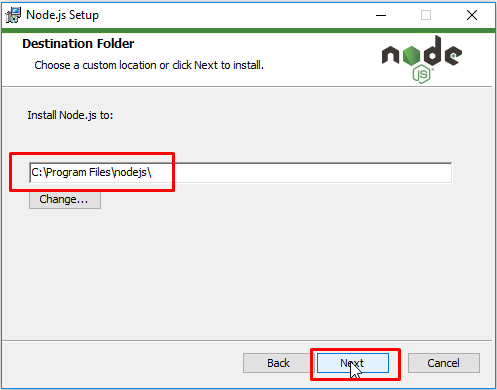 Node.js Setup
Destination Folder
Choose a custom location or click Next to install.
node
JS
Install Node.js to:
C:\Program Files\nodejs\
Change...
Back
Next
Cancel